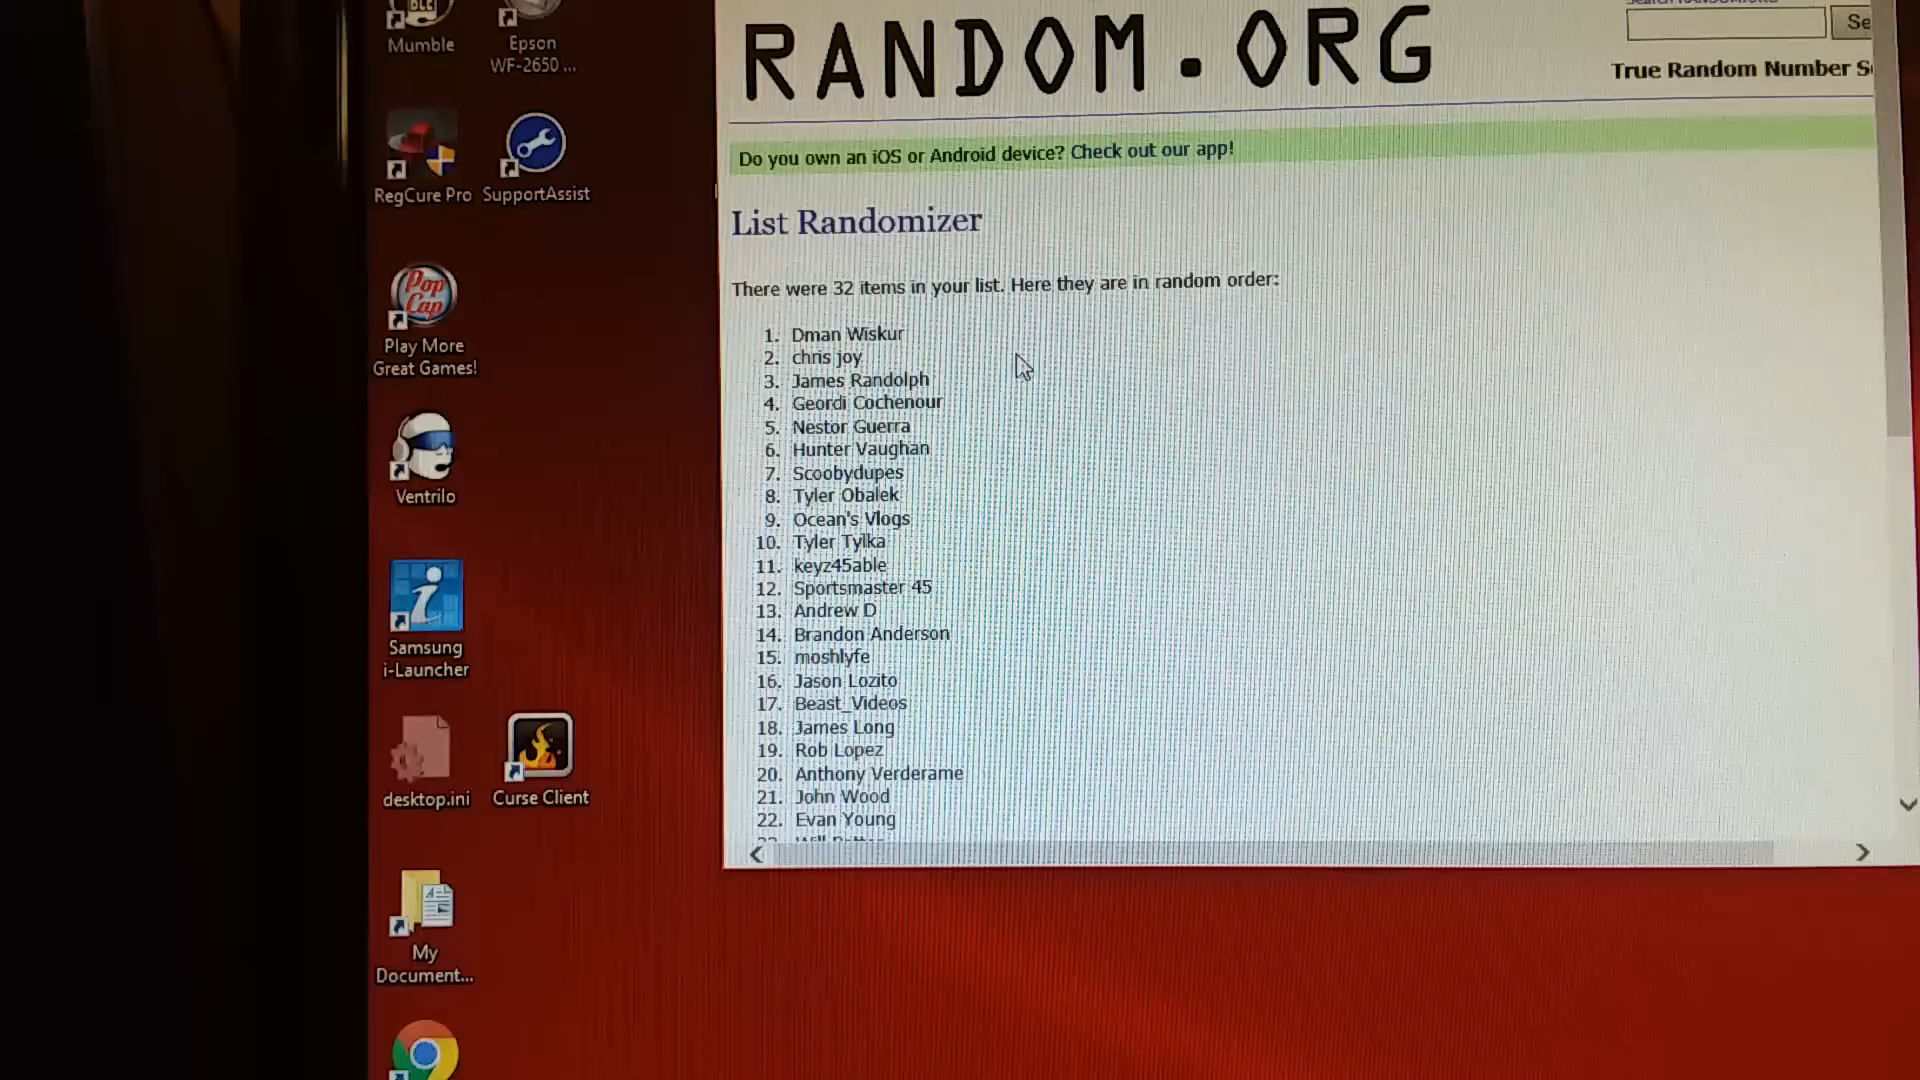 Mumble
Epson
WF-2650 ...
RegCure Pro
SupportAssist
Pop
Cap
Play More
Great Games!
Ventrilo
Samsung
i-Launcher
desktop.ini
Curse Client
My
Document...
RANDOM.ORG
Se
True Random Number S
Do you own an iOS or Android device? Check out our app!
List Randomizer
There were 32 items in your list. Here they are in random order:
1. Dman Wiskur
2. chris joy
3. James Randolph
4. Geordi Cochenour
5. Nestor Guerra
6. Hunter Vaughan
7. Scoobydupes
8. Tyler Obalek
9. Ocean's Vlogs
10. Tyler Tylka
11. keyz45able
12. Sportsmaster 45
13. Andrew D
14. Brandon Anderson
15. moshlyfe
16. Jason Lozito
17. Beast_Videos
18. James Long
19. Rob Lopez
20. Anthony Verderame
21. John Wood
22. Evan Young